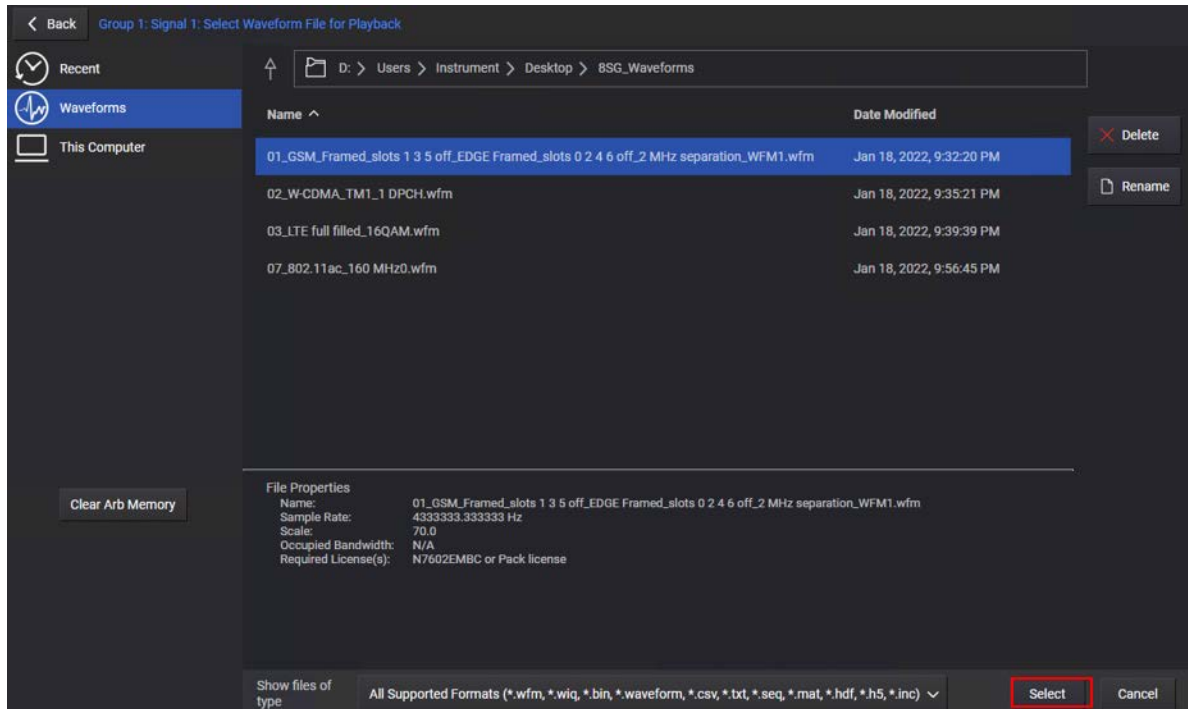 Back Group 1: Signal 1: Select Waveform File for Playback
Recent
Waveforms
This Computer
Clear Arb Memory
D: > Users > Instrument > Desktop > 8SG_Waveforms
Name Date Modified
01_GSM_Framed_slots 1 3 5 off_EDGE Framed_slots 0 2 4 6 off_2 MHz separation_WFM1.wfm Jan 18, 2022, 9:32:20 PM
02_W-CDMA_TM1_1 DPCH.wfm Jan 18, 2022, 9:35:21 PM
03_LTE full filled_16QAM.wfm Jan 18, 2022, 9:39:39 PM
07_802.11ac_160 MHz0.wfm Jan 18, 2022, 9:56:45 PM
Delete
Rename
File Properties
Name: 01_GSM_Framed_slots 1 3 5 off_EDGE Framed_slots 0 2 4 6 off_2 MHz separation_WFM1.wfm
Sample Rate: 4333333.333333 Hz
Scale: 70.0
Occupied Bandwidth: N/A
Required License(s): N7602EMBC or Pack license
Show files of
type
All Supported Formats (*.wfm, *.wiq, *.bin, *.waveform, *.csv, *.txt, *.seq, *.mat, *.hdf, *.h5, *.inc)
Select Cancel